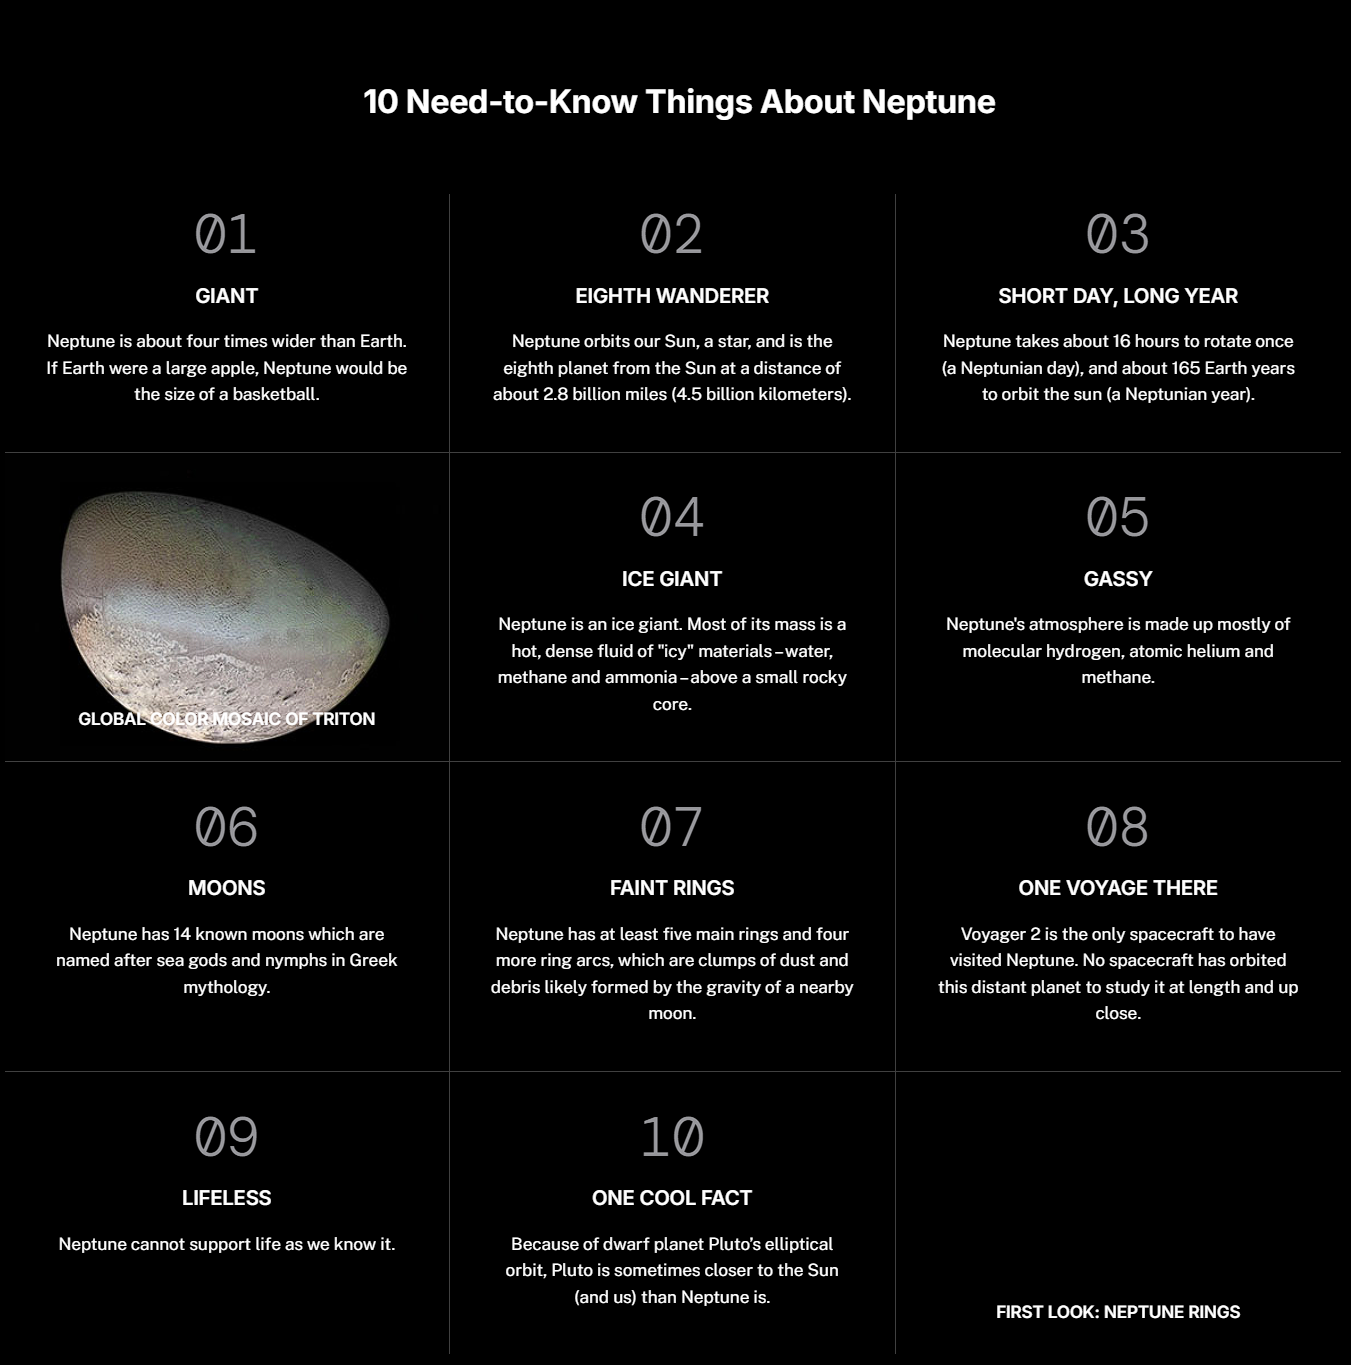 10 Need-to-Know Things About Neptune
01
GIANT
Neptune is about four times wider than Earth.
If Earth were a large apple, Neptune would be
the size of a basketball.
02
EIGHTH WANDERER
Neptune orbits our Sun, a star, and is the
eighth planet from the Sun at a distance of
about 2.8 billion miles (4.5 billion kilometers).
03
SHORT DAY, LONG YEAR
Neptune takes about 16 hours to rotate once
(a Neptunian day), and about 165 Earth years
to orbit the sun (a Neptunian year).
GLOBAL COLOR MOSAIC OF TRITON
04
ICE GIANT
Neptune is an ice giant. Most of its mass is a
hot, dense fluid of "icy" materials – water,
methane and ammonia – above a small rocky
core.
05
GASSY
Neptune's atmosphere is made up mostly of
molecular hydrogen, atomic helium and
methane.
06
MOONS
Neptune has 14 known moons which are
named after sea gods and nymphs in Greek
mythology.
07
FAINT RINGS
Neptune has at least five main rings and four
more ring arcs, which are clumps of dust and
debris likely formed by the gravity of a nearby
moon.
08
ONE VOYAGE THERE
Voyager 2 is the only spacecraft to have
visited Neptune. No spacecraft has orbited
this distant planet to study it at length and up
close.
09
LIFELESS
Neptune cannot support life as we know it.
10
ONE COOL FACT
Because of dwarf planet Pluto’s elliptical
orbit, Pluto is sometimes closer to the Sun
(and us) than Neptune is.
FIRST LOOK: NEPTUNE RINGS